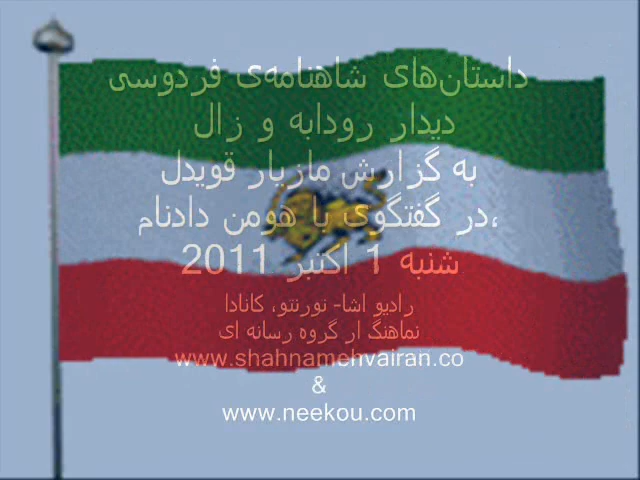 داستان‌های شاهنامه‌ی فردوسی
دیدار رودابه و زال
به گزارش مازیار قویدل
در گفتگوی با هومن دادنام،
شنبه 1 اکتبر 2011
رادیو اشا- تورنتو، کانادا
نماهنگ از گروه رسانه ای
www.shahnamehvairan.co
&
www.neekou.com